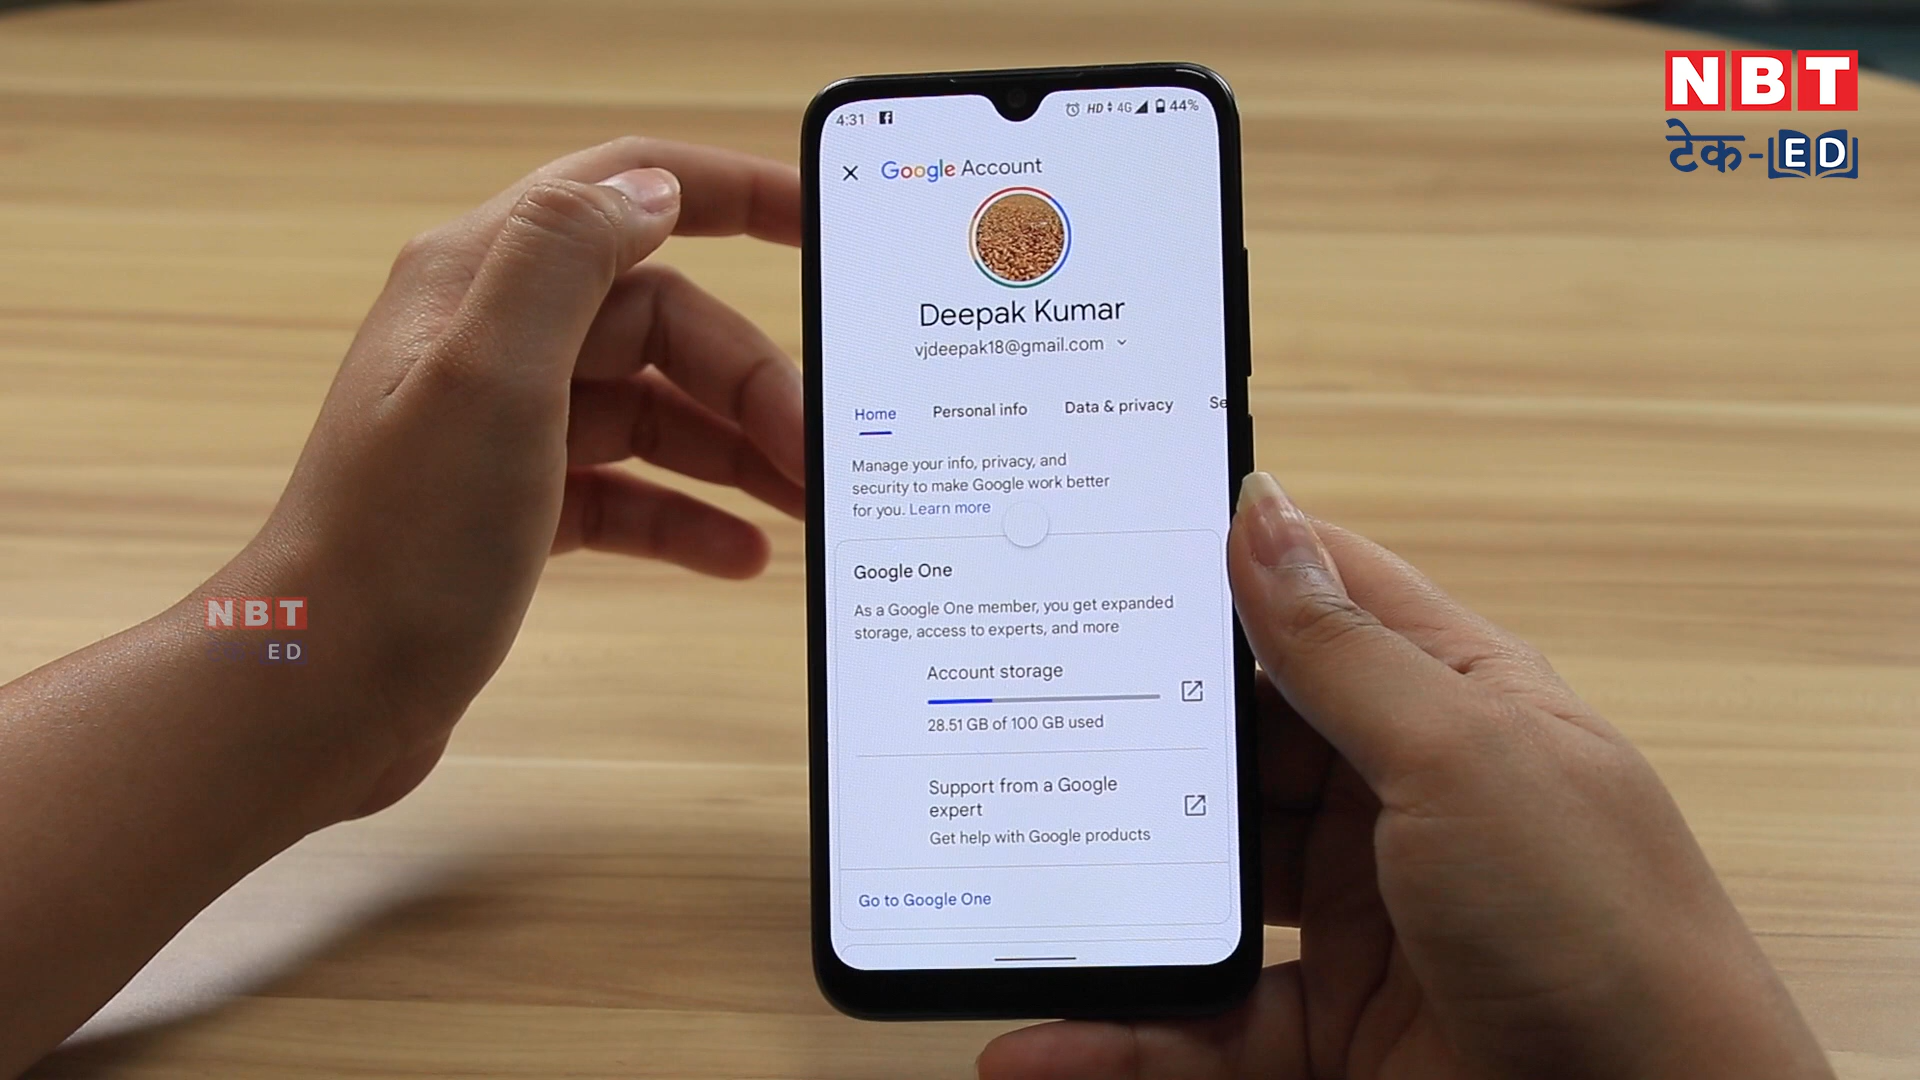 NBT
टेक-ED
4:31
HD 4G 44%
Google Account
Deepak Kumar
vjdeepak18@gmail.com
Home Personal info Data & privacy Se
Manage your info, privacy, and
security to make Google work better
for you. Learn more
Google One
As a Google One member, you get expanded
storage, access to experts, and more
Account storage
28.51 GB of 100 GB used
Support from a Google
expert
Get help with Google products
Go to Google One
NBT
ED